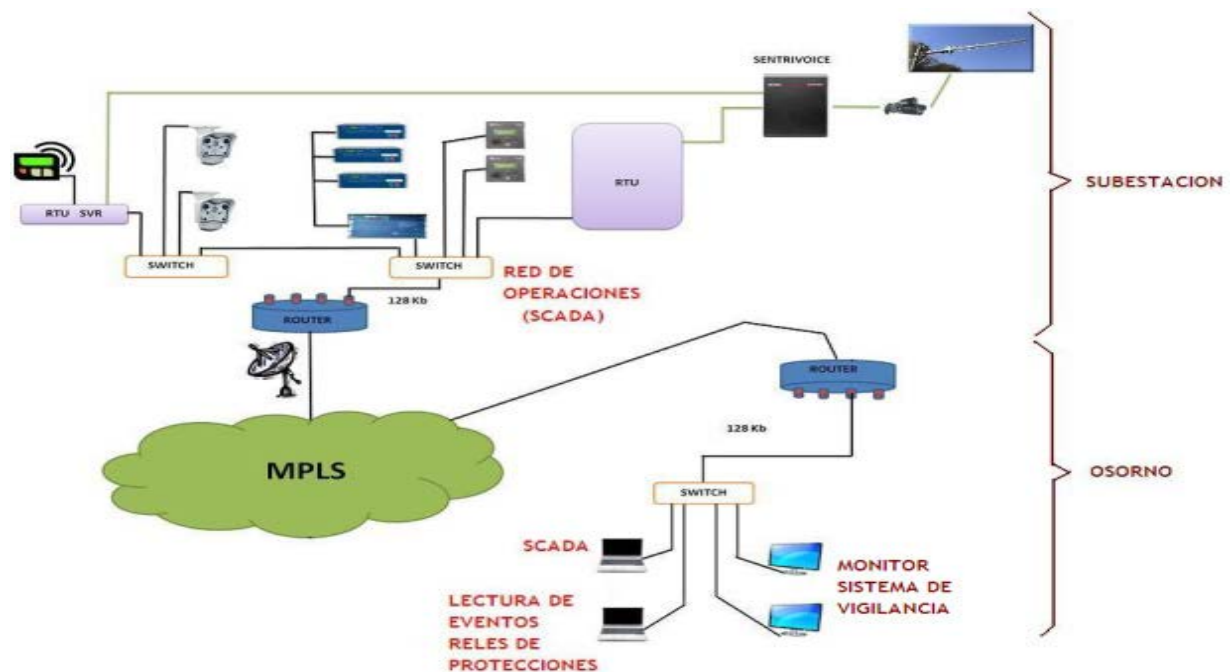 SENTRIVOICE
RTU SVR
RTU
SUBESTACION
SWITCH
SWITCH
RED DE
OPERACIONES
(SCADA)
128 Kb
ROUTER
ROUTER
MPLS
128 Kb
OSORNO
SWITCH
SCADA
MONITOR
SISTEMA DE
VIGILANCIA
LECTURA DE
EVENTOS
RELES DE
PROTECCIONES